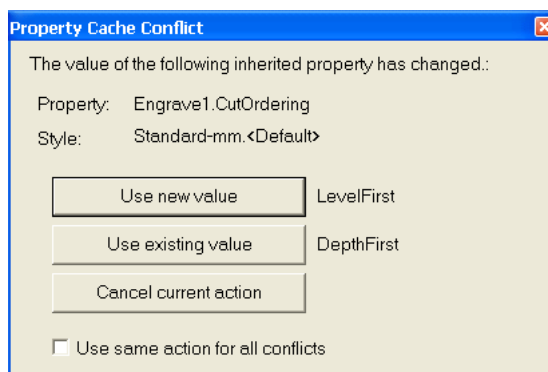 Property Cache Conflict
The value of the following inherited property has changed.:
Property: Engrave1.CutOrdering
Style: Standard-mm.<Default>
Use new value LevelFirst
Use existing value DepthFirst
Cancel current action
Use same action for all conflicts